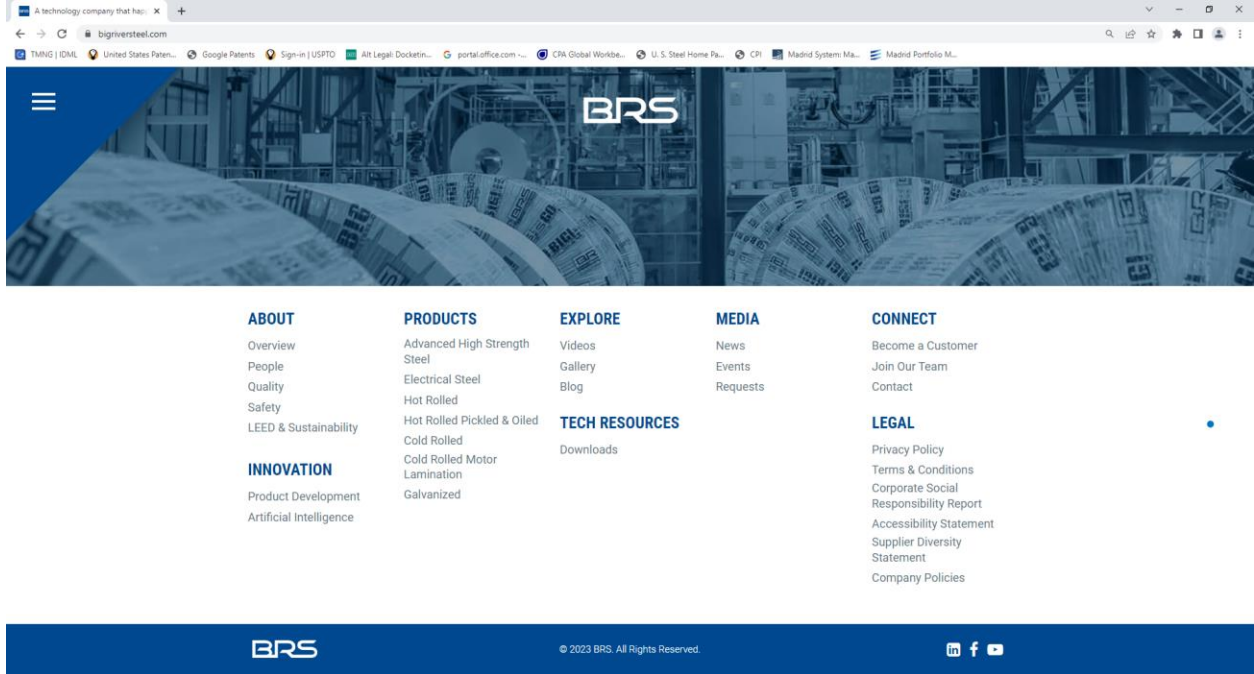 A technology company that hap
bigriversteel.com
TMNG | IDML
United States Paten...
Google Patents
Sign-in | USPTO
Alt Legal: Docketin...
portal.office.com -...
CPA Global Workbe...
U. S. Steel Home Pa...
CPI
Madrid System: Ma...
Madrid Portfolio M...
BRS
ABOUT
Overview
People
Quality
Safety
LEED & Sustainability
INNOVATION
Product Development
Artificial Intelligence
PRODUCTS
Advanced High Strength
Steel
Electrical Steel
Hot Rolled
Hot Rolled Pickled & Oiled
Cold Rolled
Cold Rolled Motor
Lamination
Galvanized
EXPLORE
Videos
Gallery
Blog
TECH RESOURCES
Downloads
MEDIA
News
Events
Requests
CONNECT
Become a Customer
Join Our Team
Contact
LEGAL
Privacy Policy
Terms & Conditions
Corporate Social
Responsibility Report
Accessibility Statement
Supplier Diversity
Statement
Company Policies
BRS
© 2023 BRS. All Rights Reserved.